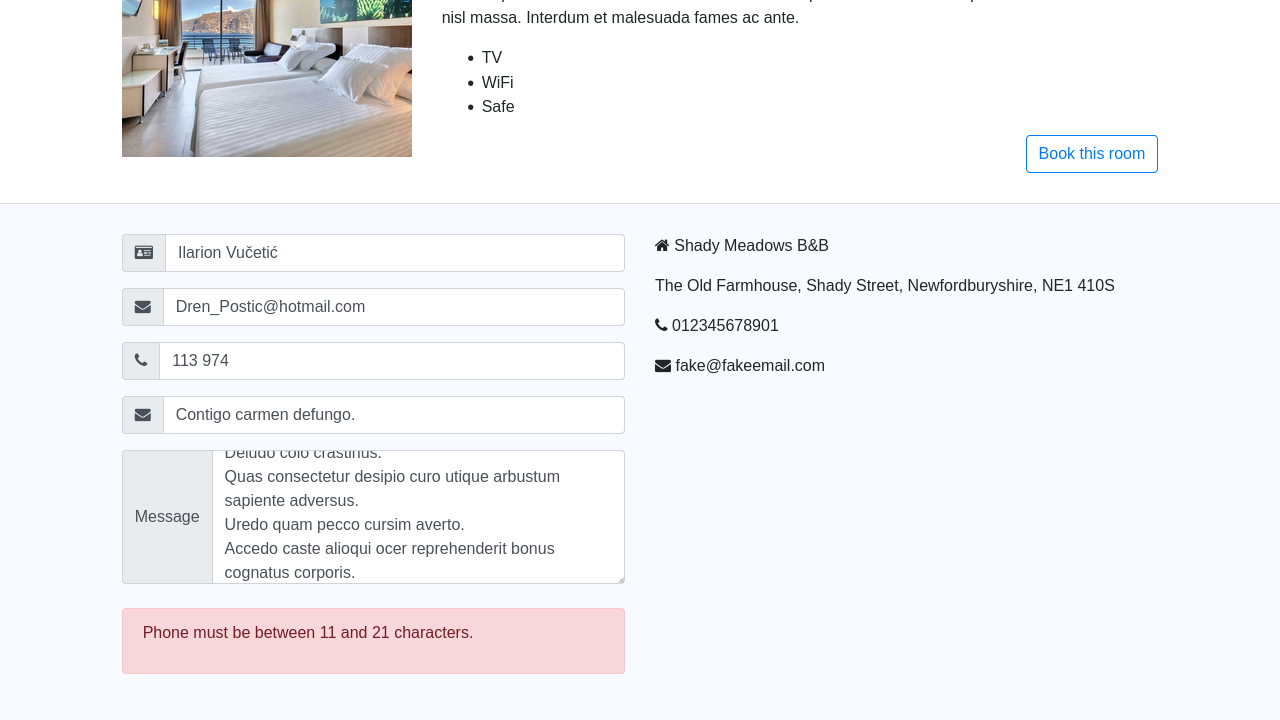 nisl massa. Interdum et malesuada fames ac ante.
TV
WiFi
Safe
Book this room
Ilarion Vučetić
Dren_Postic@hotmail.com
113 974
Contigo carmen defungo.
Message
Deludo colo crastinus.
Quas consectetur desipio curo utique arbustum
sapiente adversus.
Uredo quam pecco cursim averto.
Accedo caste alioqui ocer reprehenderit bonus
cognatus corporis.
Phone must be between 11 and 21 characters.
Shady Meadows B&B
The Old Farmhouse, Shady Street, Newfordburyshire, NE1 410S
012345678901
fake@fakeemail.com